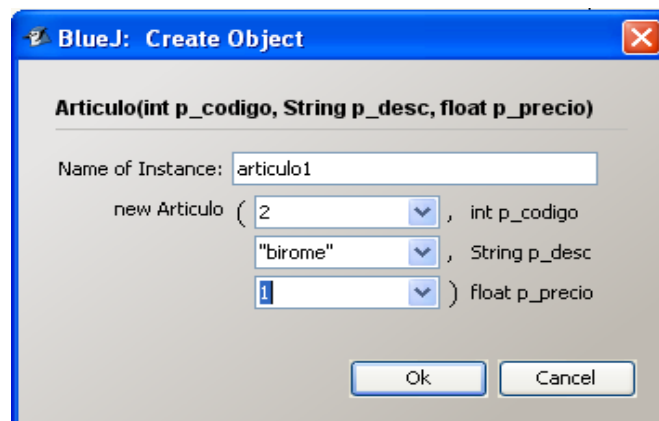 BlueJ: Create Object
Articulo(int p_codigo, String p_desc, float p_precio)
Name of Instance: articulo1
new Articulo ( 2 , int p_codigo
"birome" , String p_desc
1 ) float p_precio
Ok Cancel